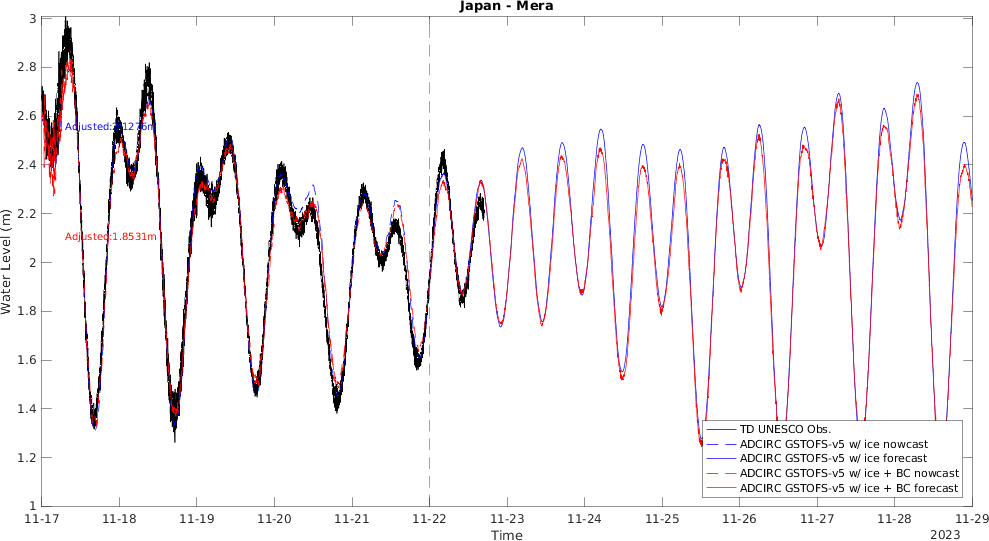 Japan - Mera
Water Level (m)
3
2.8
2.6
2.4
2.2
2
1.8
1.6
1.4
1.2
1
Adjusted:
Adjusted:1.8531m
TD UNESCO Obs.
ADCIRC GSTOFS-v5 w/ ice nowcast
ADCIRC GSTOFS-v5 w/ ice forecast
ADCIRC GSTOFS-v5 w/ ice + BC nowcast
ADCIRC GSTOFS-v5 w/ ice + BC forecast
11-17 11-18 11-19 11-20 11-21 11-22 11-23 11-24 11-25 11-26 11-27 11-28 11-29
Time
2023